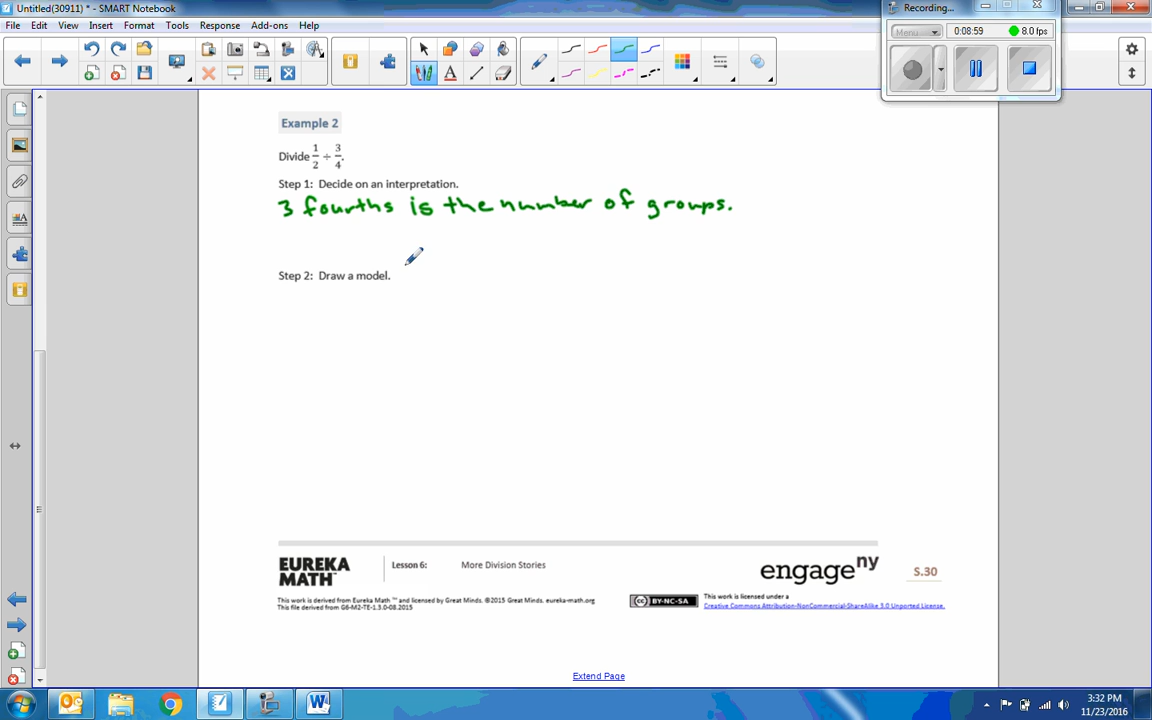 Untitled(30911) * - SMART Notebook
Recording...
File Edit View Insert Format Tools Response Add-ons Help
Menu 0:08:59 8.0 fps
Example 2
Divide 1/2 ÷ 3/4.
Step 1: Decide on an interpretation.
3 fourths is the number of groups.
Step 2: Draw a model.
EUREKA MATH™ Lesson 6: More Division Stories engage ny S.30
This work is derived from Eureka Math ™ and licensed by Great Minds. ©2015 Great Minds. eureka-math.org
This file derived from G6-M2-TE-1.3.0-08.2015
(cc) BY-NC-SA
This work is licensed under a
Creative Commons Attribution-NonCommercial-ShareAlike 3.0 Unported License.
Extend Page
3:32 PM
11/23/2016